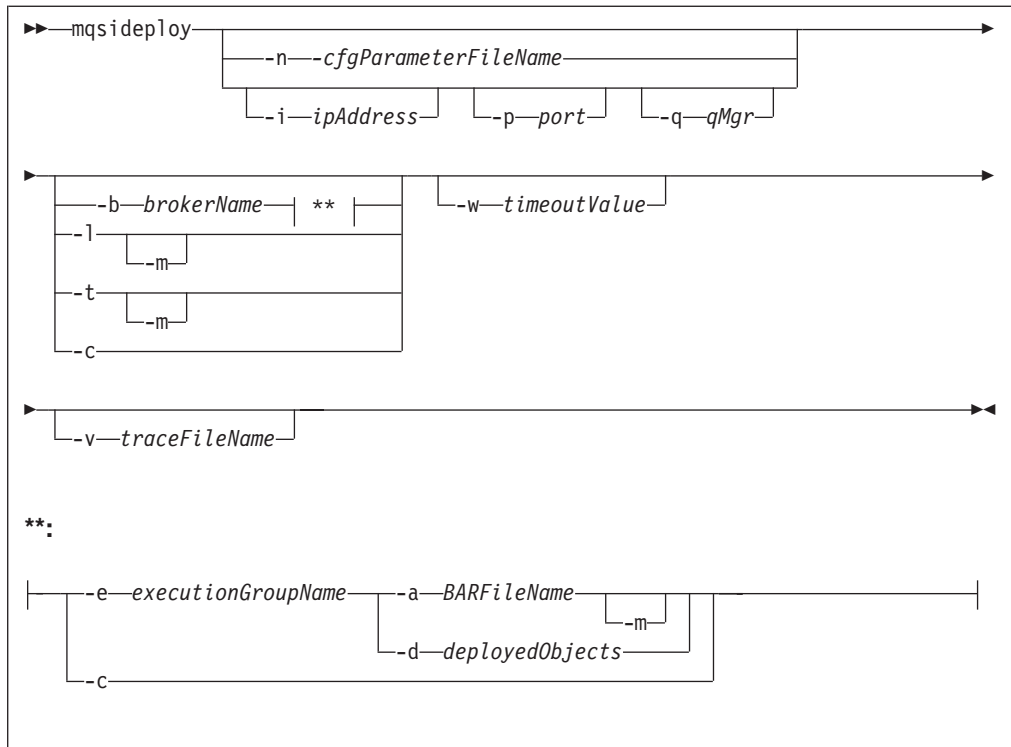 mqsideploy
-n -cfgParameterFileName
-i ipAddress -p port -q qMgr
-b brokerName **
-w timeoutValue
-l
-m
-t
-m
-c
-v traceFileName
**:
-e executionGroupName -a BARFileName
-m
-d deployedObjects
-c